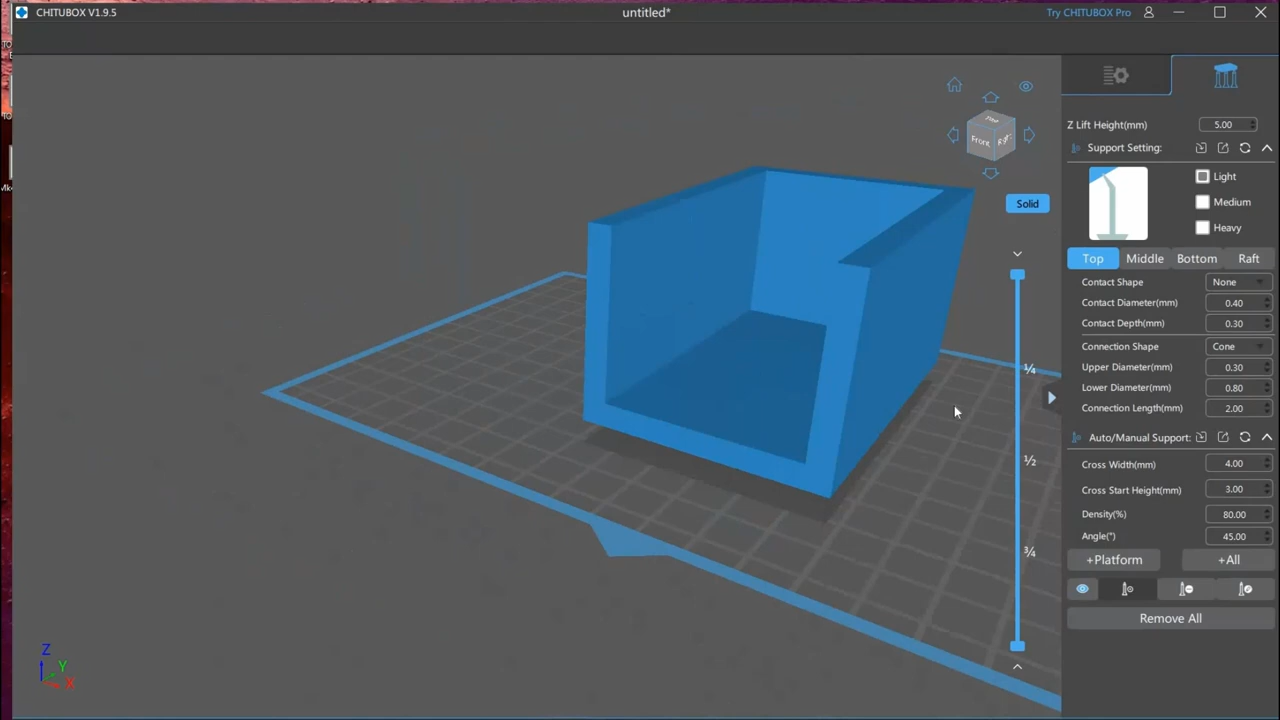 CHITUBOX V1.9.5
untitled*
Try CHITUBOX Pro
Z Lift Height(mm) 5.00
Support Setting:
Light
Medium
Heavy
Top Middle Bottom Raft
Contact Shape None
Contact Diameter(mm) 0.40
Contact Depth(mm) 0.30
Connection Shape Cone
Upper Diameter(mm) 0.30
Lower Diameter(mm) 0.80
Connection Length(mm) 2.00
Auto/Manual Support:
Cross Width(mm) 4.00
Cross Start Height(mm) 3.00
Density(%) 80.00
Angle(°) 45.00
+Platform +All
Remove All
Top
Front Right
Solid
¼
½
¾
Z
Y
X